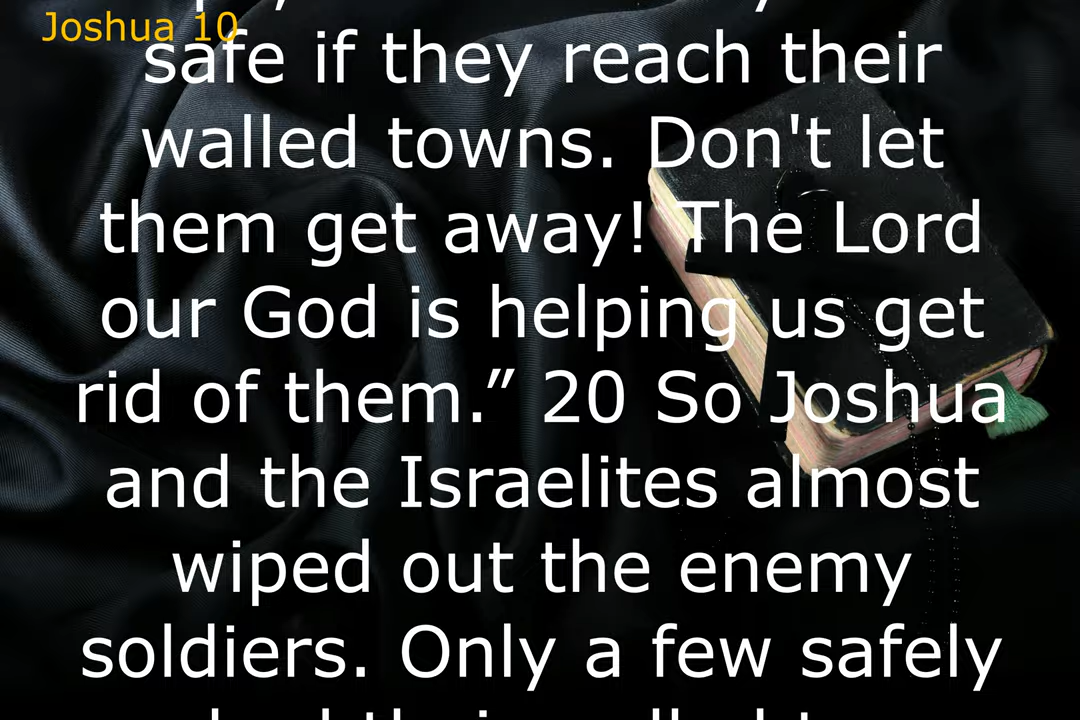 Joshua 10
safe if they reach their
walled towns. Don't let
them get away! The Lord
our God is helping us get
rid of them.” 20 So Joshua
and the Israelites almost
wiped out the enemy
soldiers. Only a few safely